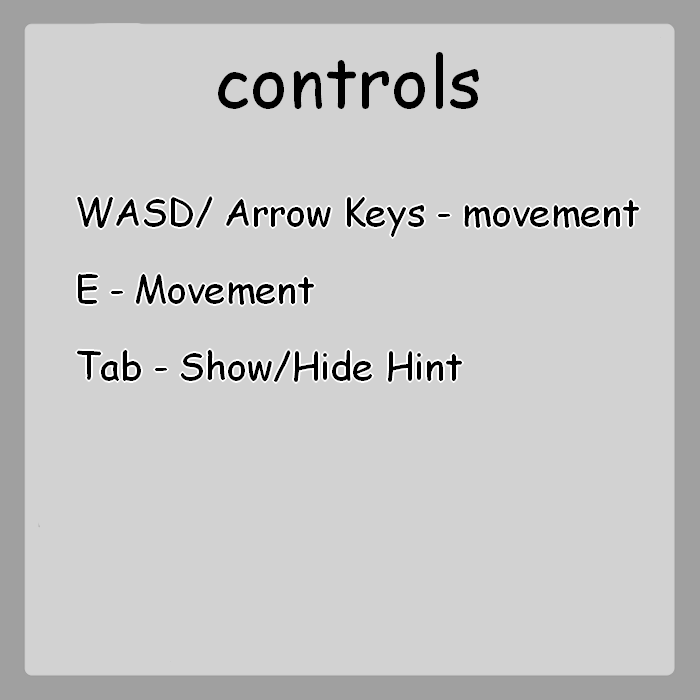 controls
WASD/ Arrow Keys - movement
E - Movement
Tab - Show/Hide Hint